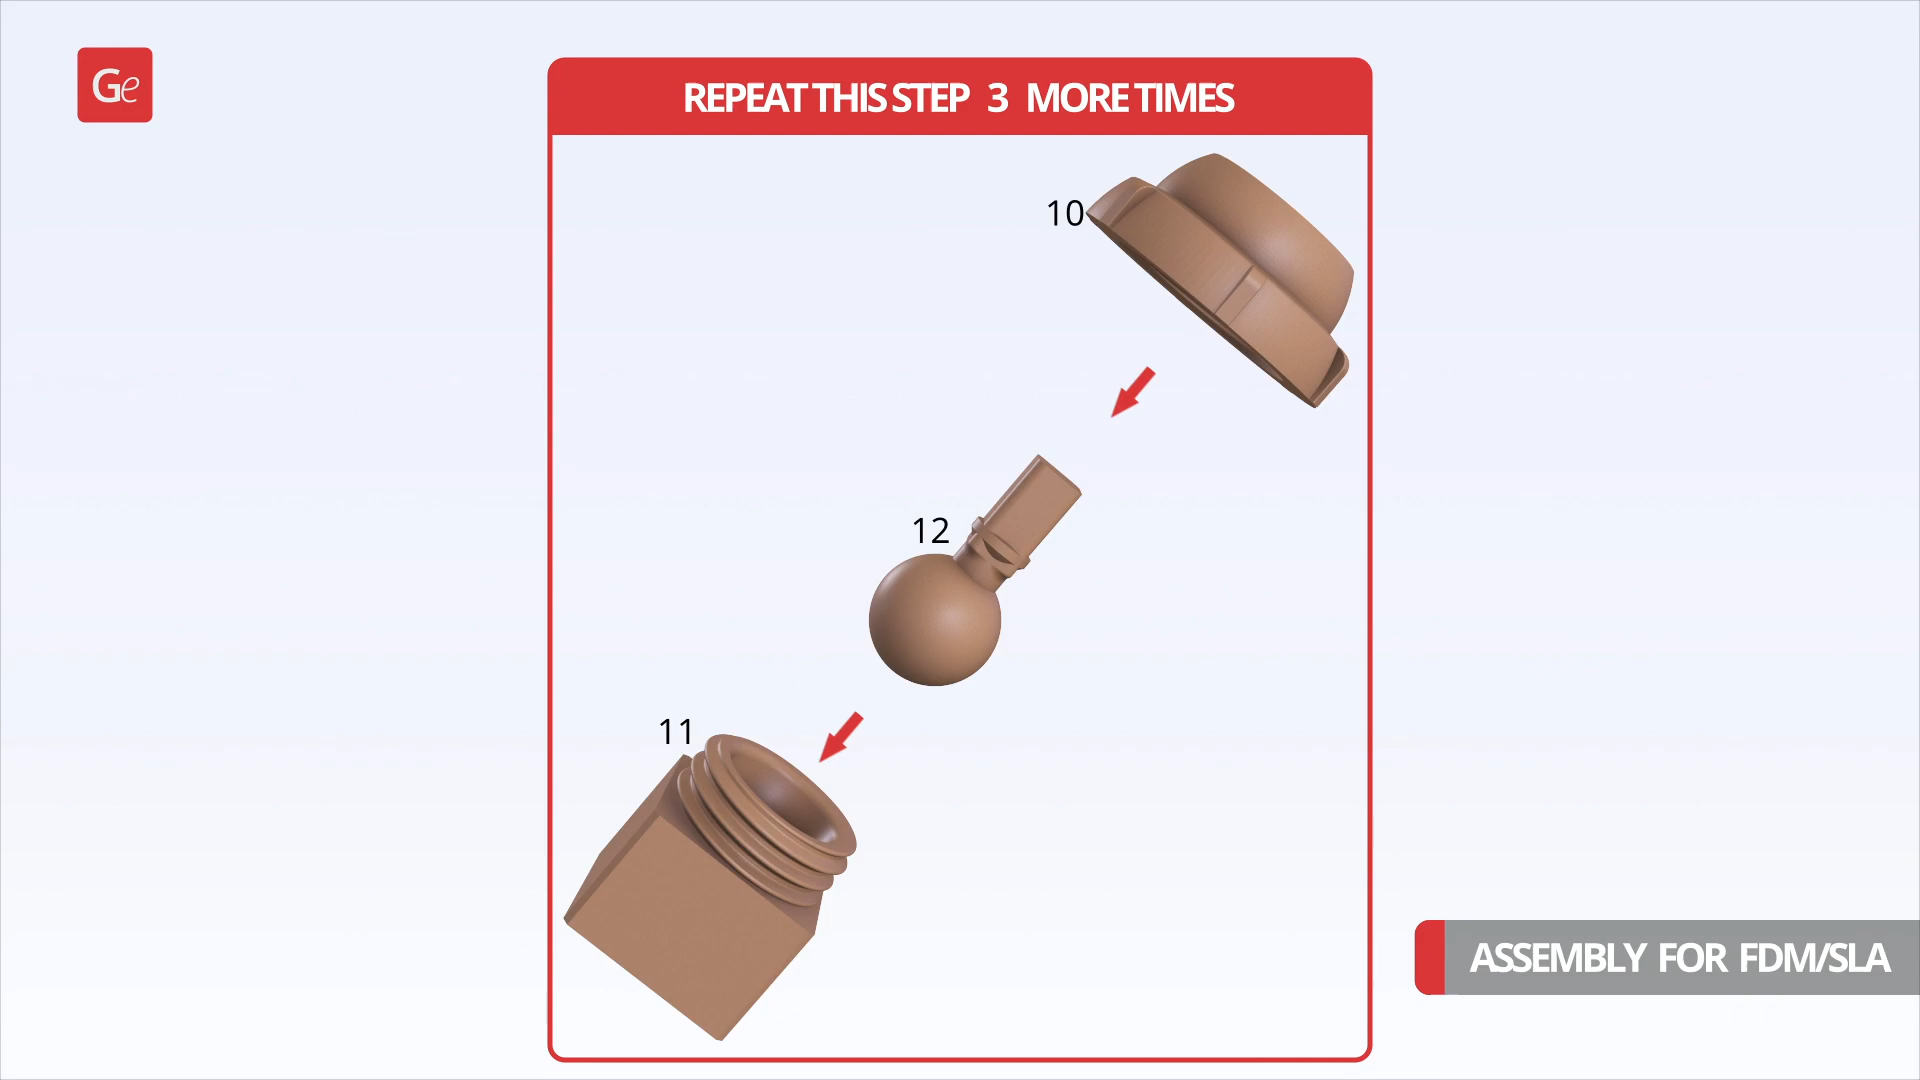 Ge
REPEAT THIS STEP 3 MORE TIMES
10
12
11
ASSEMBLY FOR FDM/SLA